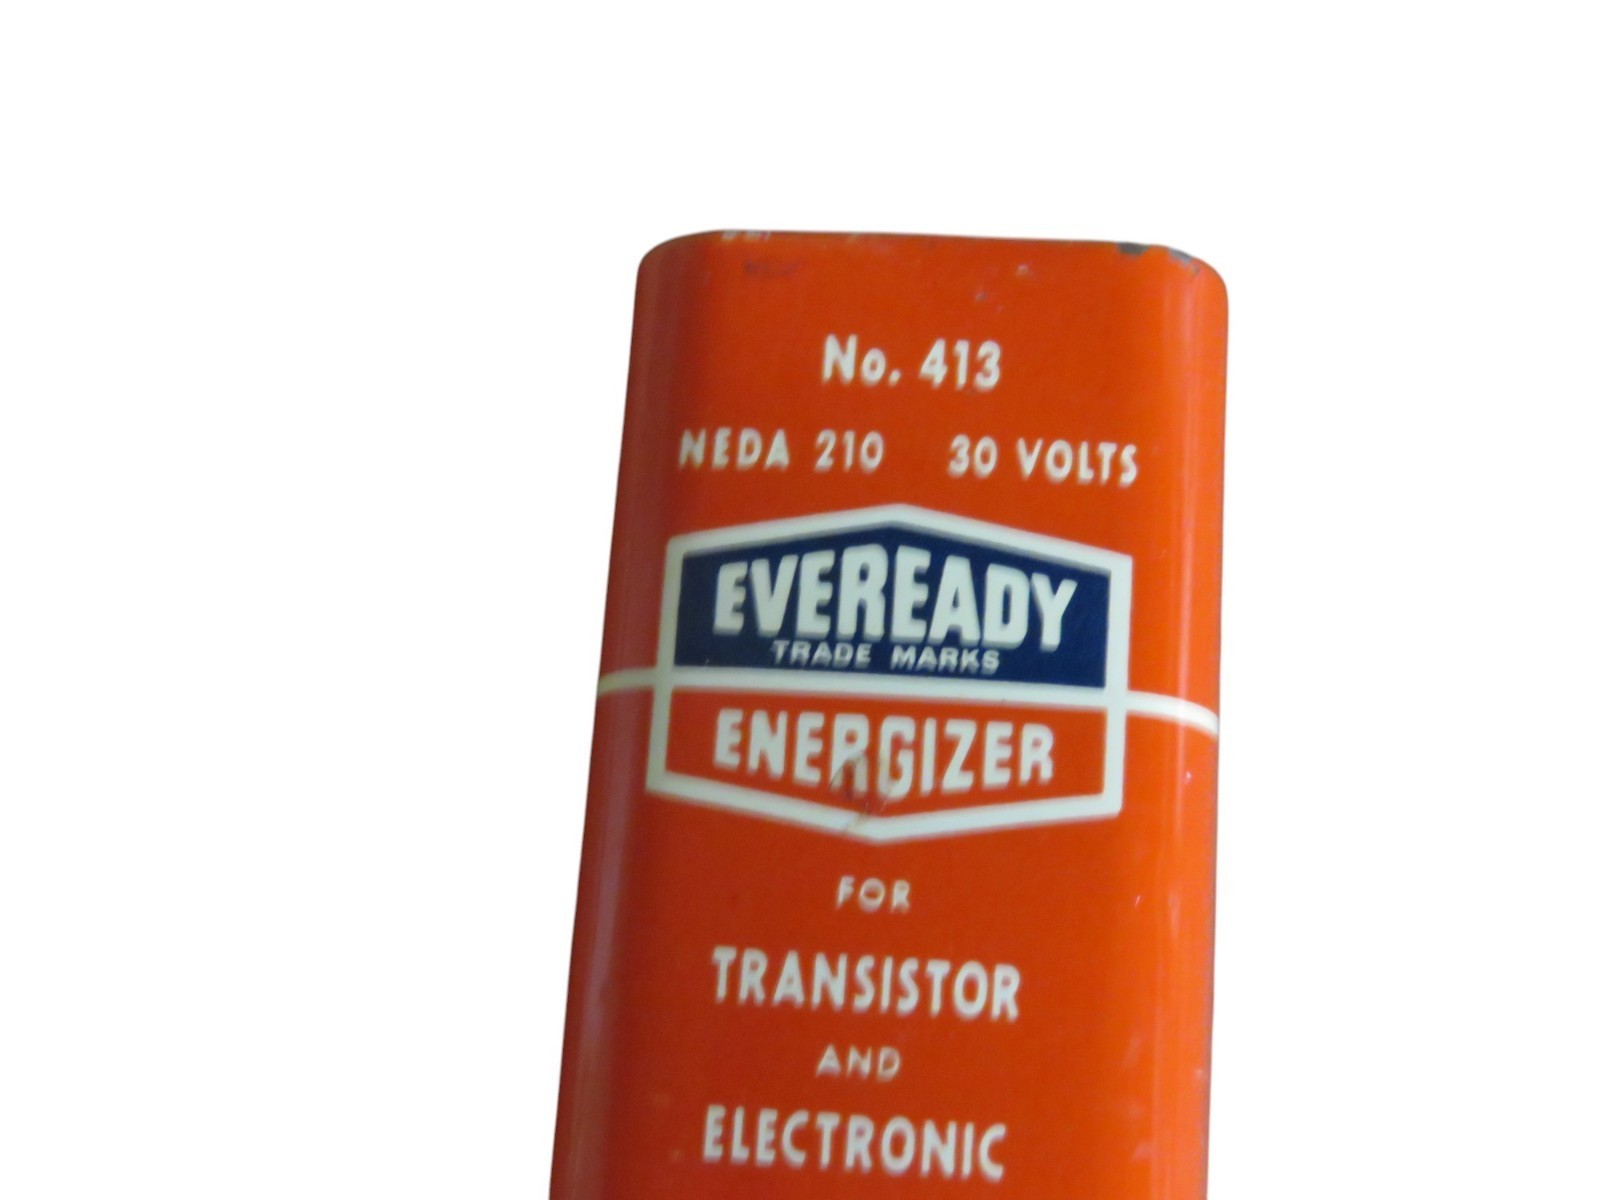 No. 413
NEDA 210 30 VOLTS
EVEREADY
TRADE MARKS
ENERGIZER
FOR
TRANSISTOR
AND
ELECTRONIC